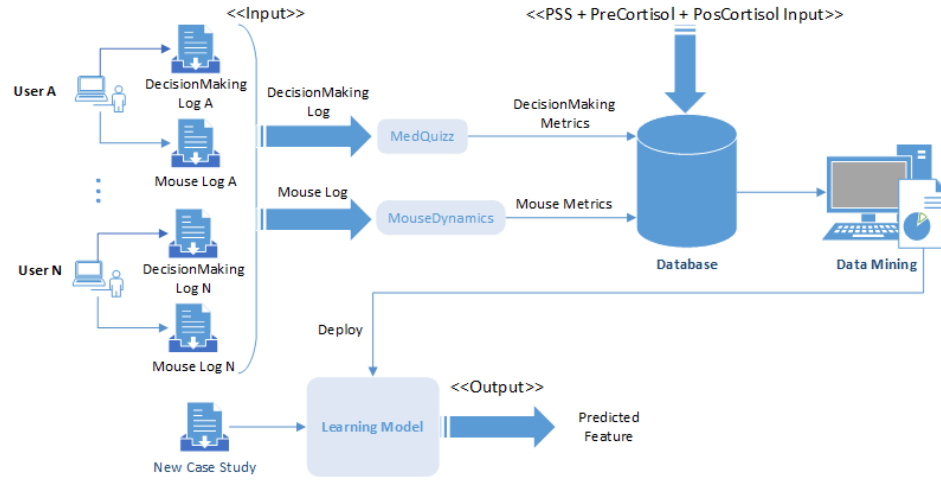 <<Input>>
<<PSS + PreCortisol + PosCortisol Input>>
User A
DecisionMaking
Log A
Mouse Log A
DecisionMaking
Log
MedQuizz
DecisionMaking
Metrics
Mouse Log
MouseDynamics
Mouse Metrics
User N
DecisionMaking
Log N
Mouse Log N
Database
Data Mining
Deploy
<<Output>>
Learning Model
Predicted
Feature
New Case Study